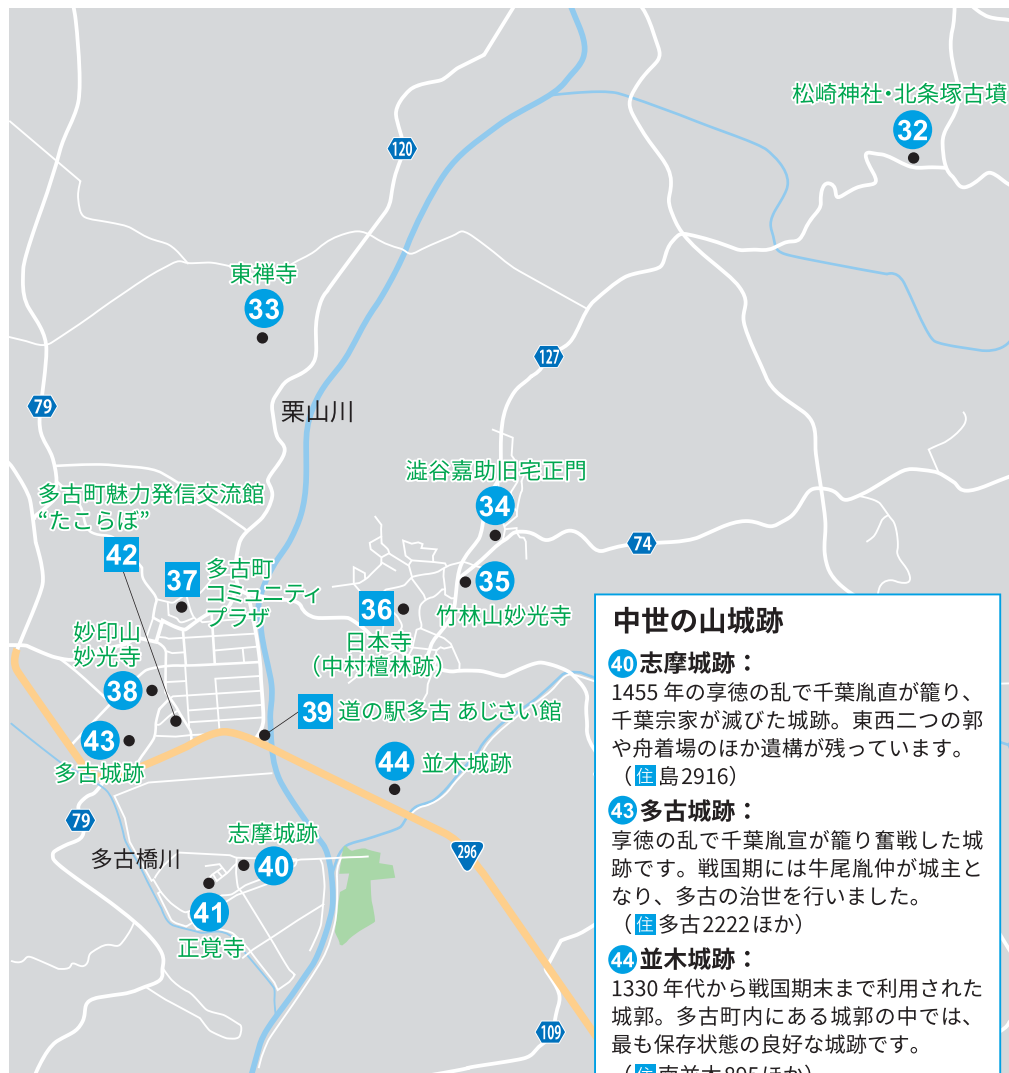 松崎神社・北条塚古墳
32
120
東禅寺
33
127
79
栗山川
澁谷嘉助旧宅正門
34
多古町魅力発信交流館
“たこらぼ”
42
74
37
多古町
コミュニティ
プラザ
35
竹林山妙光寺
36
日本寺
（中村檀林跡）
妙印山
妙光寺
38
39 道の駅多古 あじさい館
43
多古城跡
44 並木城跡
79
296
志摩城跡
40
多古橋川
41
正覚寺
109
中世の山城跡
40 志摩城跡：
1455 年の享徳の乱で千葉胤直が籠り、
千葉宗家が滅びた城跡。東西二つの郭
や舟着場のほか遺構が残っています。
（住島2916）
43 多古城跡：
享徳の乱で千葉胤宣が籠り奮戦した城
跡です。戦国期には牛尾胤仲が城主と
なり、多古の治世を行いました。
（住多古2222ほか）
44 並木城跡：
1330 年代から戦国期末まで利用された
城郭。多古町内にある城郭の中では、
最も保存状態の良好な城跡です。
（住南並木895ほか）